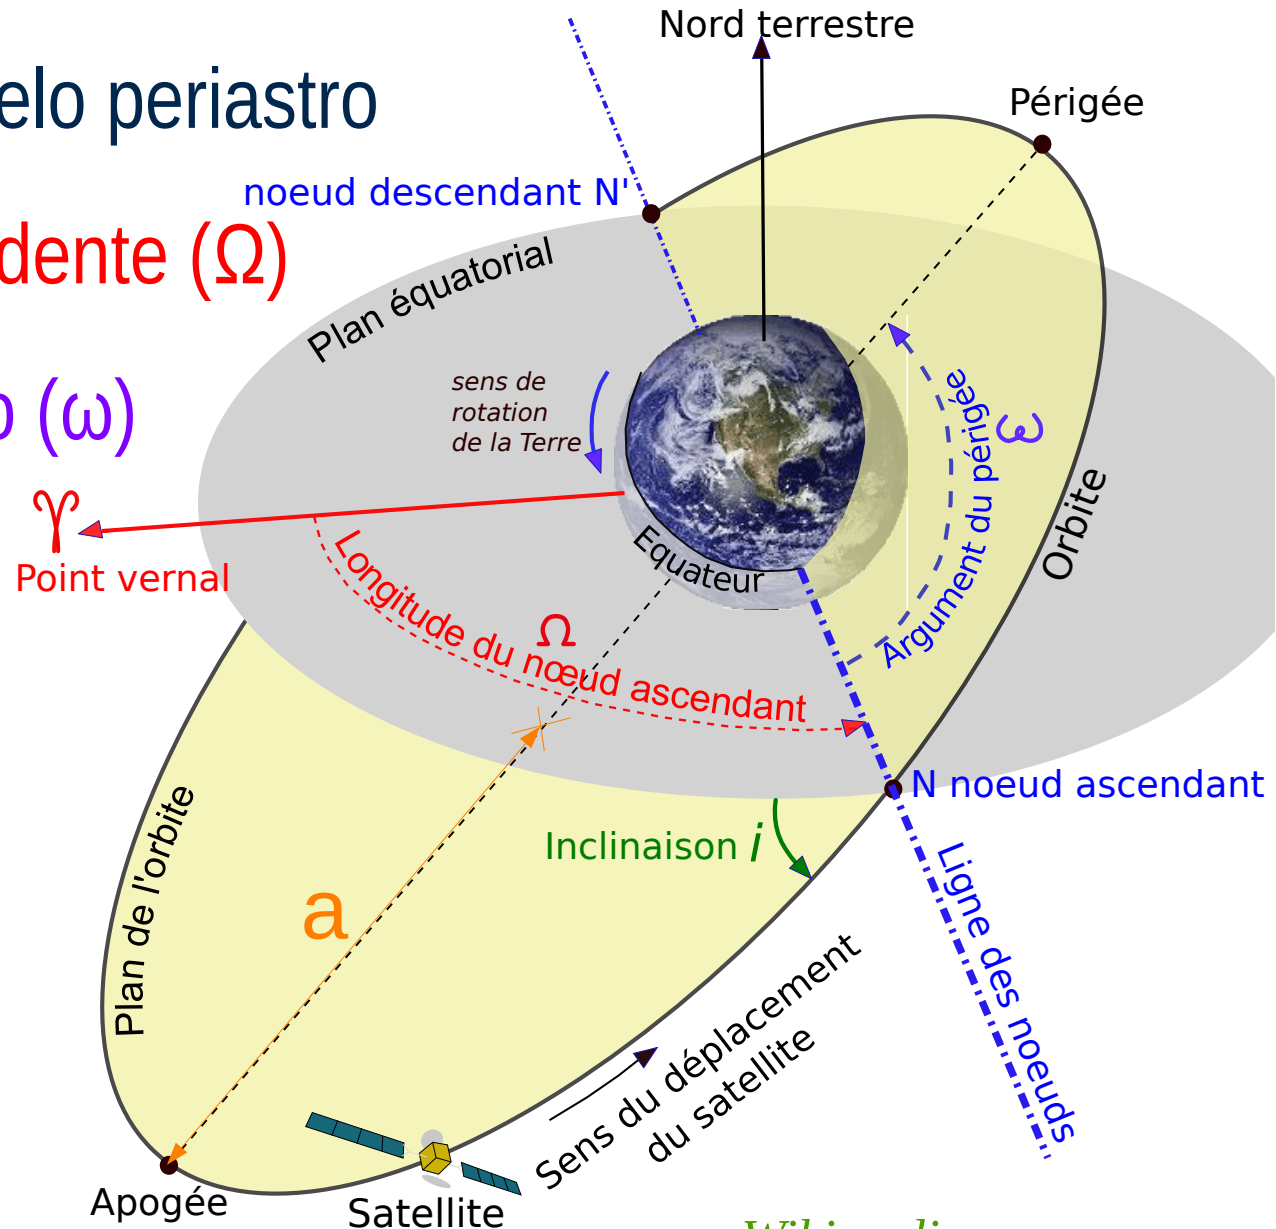 Nord terrestre
elo periastro
Périgée
noeud descendant N'
dente (Ω)
Plan équatorial
sens de
rotation
de la Terre
(ω)
ω
Argument du périgée
Orbite
Point vernal
Equateur
Ω
Longitude du nœud ascendant
N noeud ascendant
Inclinaison i
Plan de l'orbite
a
Ligne des noeuds
Sens du déplacement
du satellite
Apogée
Satellite